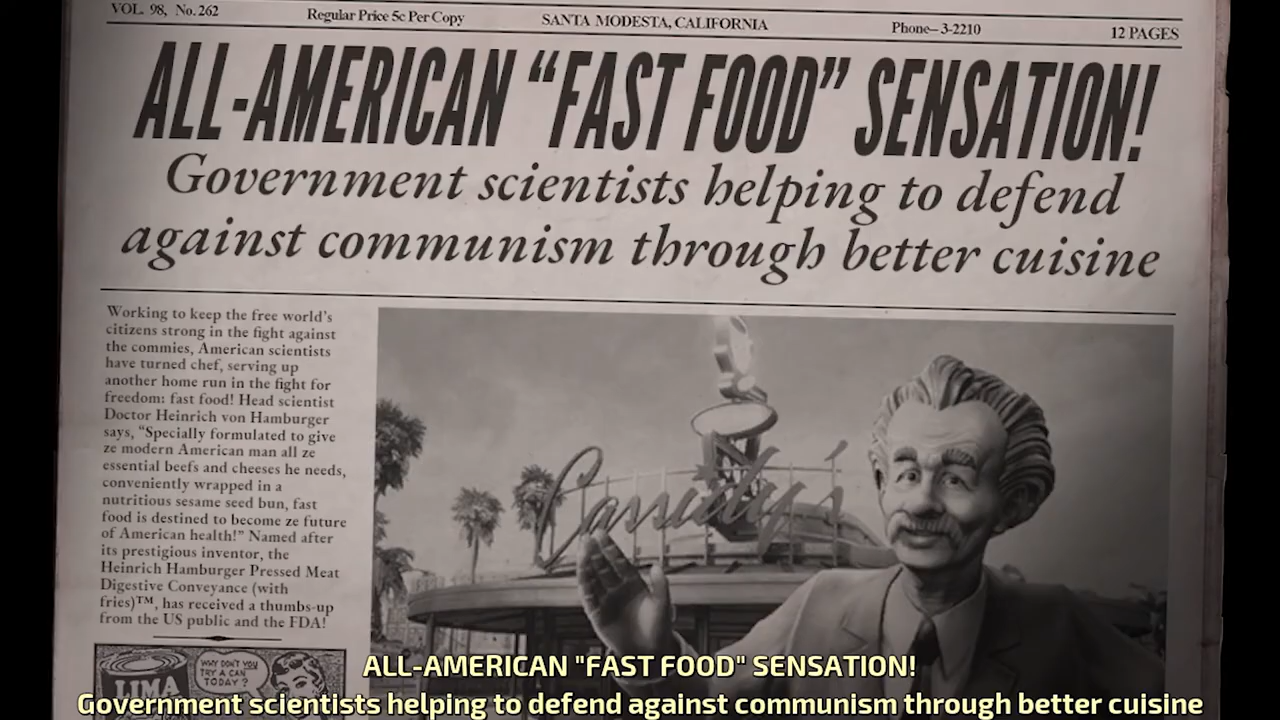 VOL. 98, No. 262 Regular Price 5c Per Copy SANTA MODESTA, CALIFORNIA Phone–3-2210 12 PAGES
ALL-AMERICAN “FAST FOOD” SENSATION!
Government scientists helping to defend
against communism through better cuisine
Working to keep the free world's
citizens strong in the fight against
the commies, American scientists
have turned chef, serving up
another home run in the fight for
freedom: fast food! Head scientist
Doctor Heinrich von Hamburger
says, “Specially formulated to give
ze modern American man all ze
essential beefs and cheeses he needs,
conveniently wrapped in a
nutritious sesame seed bun, fast
food is destined to become ze future
of American health!” Named after
its prestigious inventor, the
Heinrich Hamburger Pressed Meat
Digestive Conveyance (with
fries)™, has received a thumbs-up
from the US public and the FDA!
Cassidy's
LIMA
WHY DON'T YOU
TRY A CAN
TODAY?
ALL-AMERICAN "FAST FOOD" SENSATION!
Government scientists helping to defend against communism through better cuisine